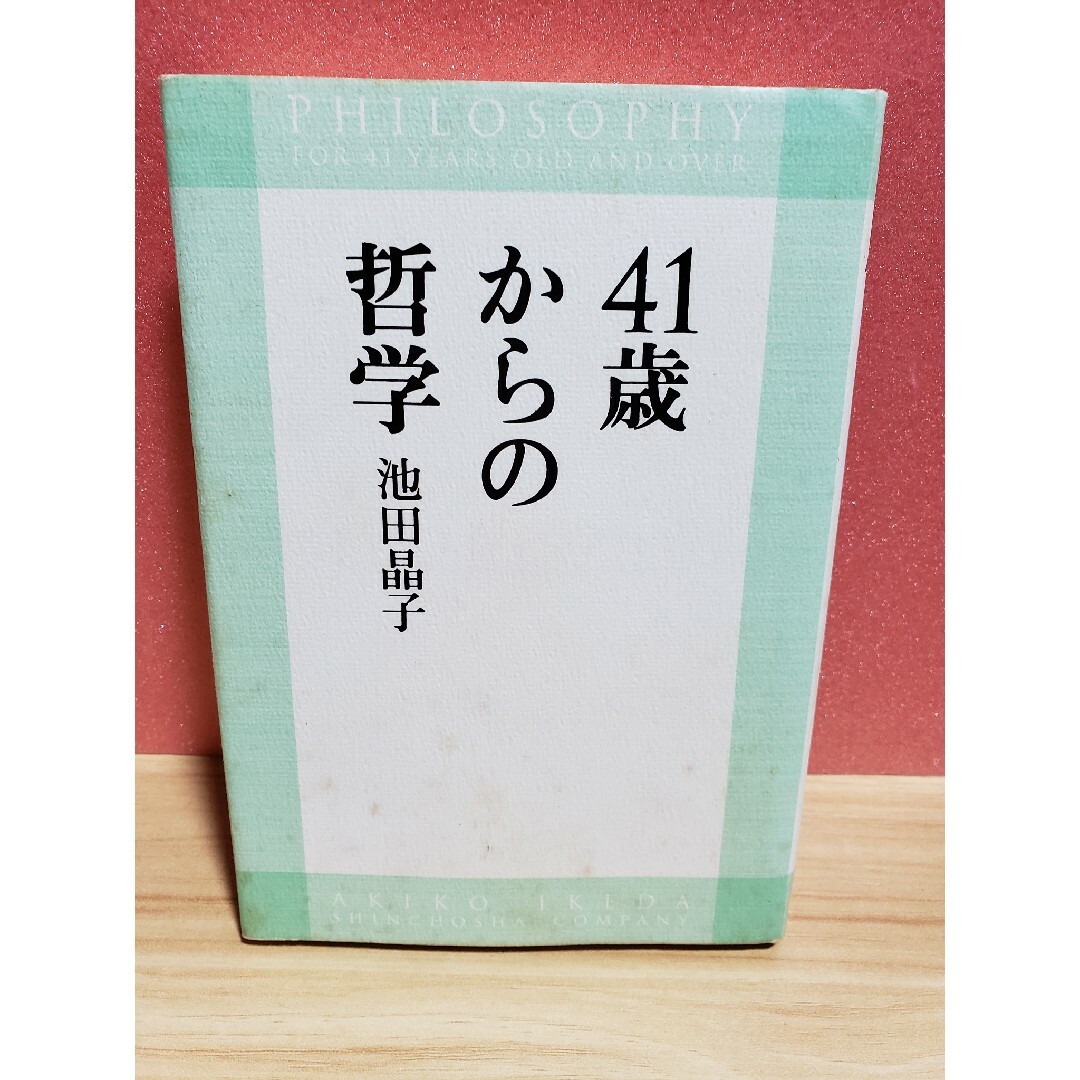 PHILOSOPHY
FOR 41 YEARS OLD AND OVER
41歳
からの
哲学
池田晶子
AKIKO IKEDA
SHINCHOSHA COMPANY